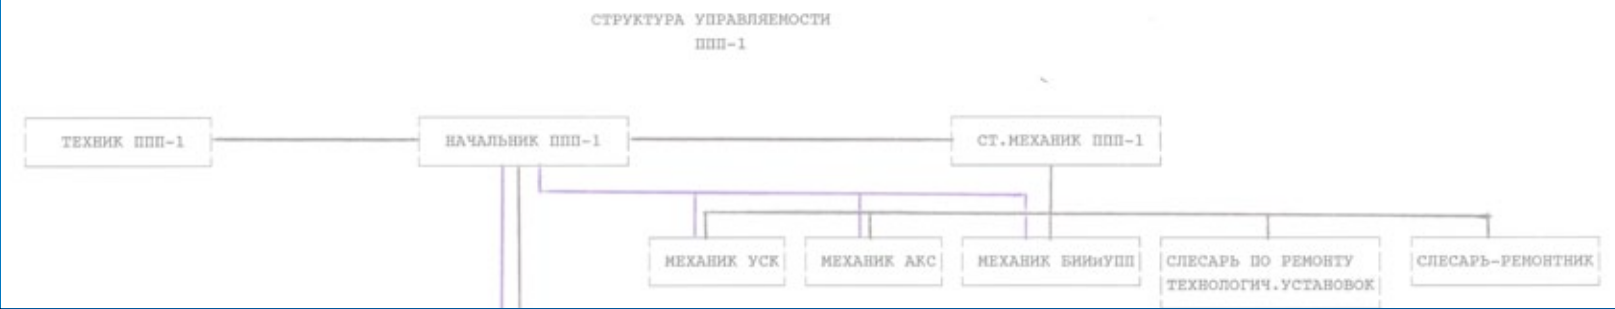 СТРУКТУРА УПРАВЛЯЕМОСТИ
ППП-1
ТЕХНИК ППП-1
НАЧАЛЬНИК ППП-1
СТ.МЕХАНИК ППП-1
МЕХАНИК УСК
МЕХАНИК АКС
МЕХАНИК БИИиУПП
СЛЕСАРЬ ПО РЕМОНТУ
ТЕХНОЛОГИЧ.УСТАНОВОК
СЛЕСАРЬ-РЕМОНТНИК